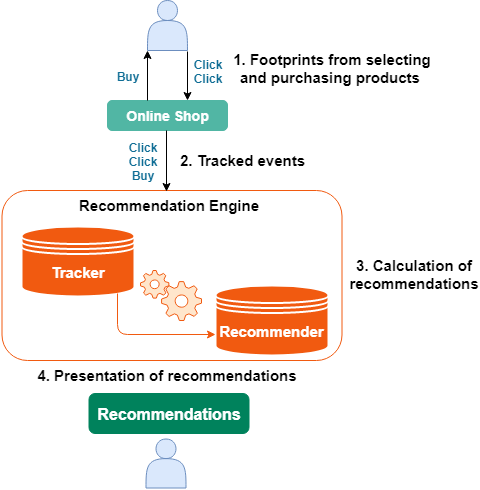 1. Footprints from selecting
and purchasing products
Click
Click
Buy
Online Shop
Click
Click
Buy
2. Tracked events
Recommendation Engine
Tracker
3. Calculation of
recommendations
Recommender
4. Presentation of recommendations
Recommendations